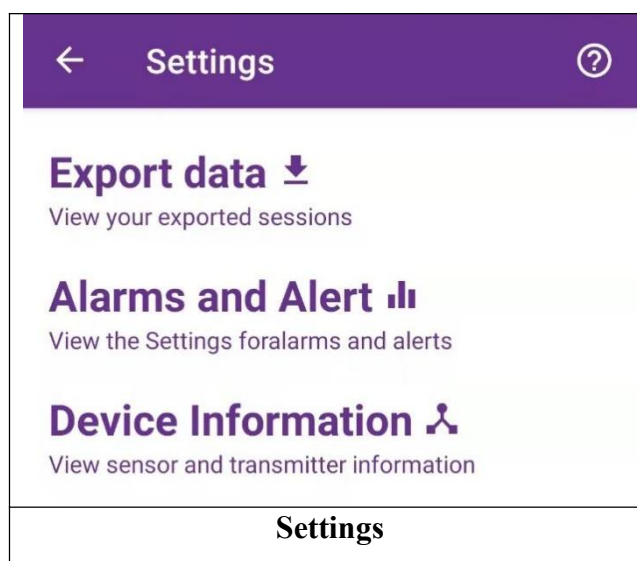 Settings
Export data
View your exported sessions
Alarms and Alert
View the Settings foralarms and alerts
Device Information
View sensor and transmitter information
Settings